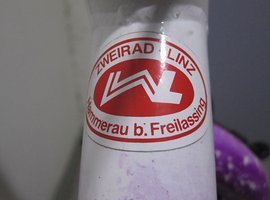 ZWEIRAD LINZ
Hammerau b. Freilassing